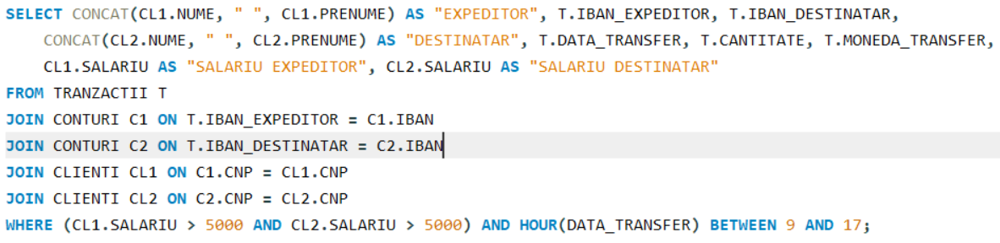 SELECT CONCAT(CL1.NUME, " ", CL1.PRENUME) AS "EXPEDITOR", T.IBAN_EXPEDITOR, T.IBAN_DESTINATAR,
    CONCAT(CL2.NUME, " ", CL2.PRENUME) AS "DESTINATAR", T.DATA_TRANSFER, T.CANTITATE, T.MONEDA_TRANSFER,
    CL1.SALARIU AS "SALARIU EXPEDITOR", CL2.SALARIU AS "SALARIU DESTINATAR"
FROM TRANZACTII T
JOIN CONTURI C1 ON T.IBAN_EXPEDITOR = C1.IBAN
JOIN CONTURI C2 ON T.IBAN_DESTINATAR = C2.IBAN
JOIN CLIENTI CL1 ON C1.CNP = CL1.CNP
JOIN CLIENTI CL2 ON C2.CNP = CL2.CNP
WHERE (CL1.SALARIU > 5000 AND CL2.SALARIU > 5000) AND HOUR(DATA_TRANSFER) BETWEEN 9 AND 17;